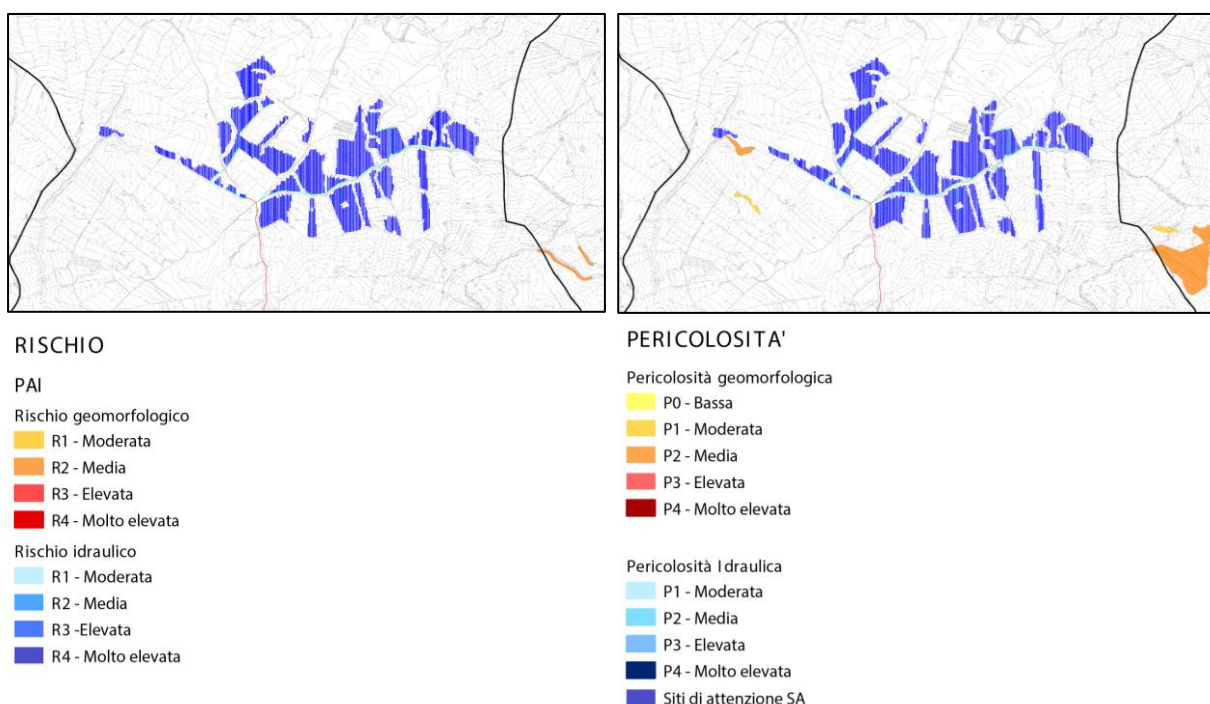 RISCHIO
PAI
Rischio geomorfologico
R1 - Moderata
R2 - Media
R3 - Elevata
R4 - Molto elevata
Rischio idraulico
R1 - Moderata
R2 - Media
R3 -Elevata
R4 - Molto elevata
PERICOLOSITA'
Pericolosità geomorfologica
P0 - Bassa
P1 - Moderata
P2 - Media
P3 - Elevata
P4 - Molto elevata
Pericolosità Idraulica
P1 - Moderata
P2 - Media
P3 - Elevata
P4 - Molto elevata
Siti di attenzione SA